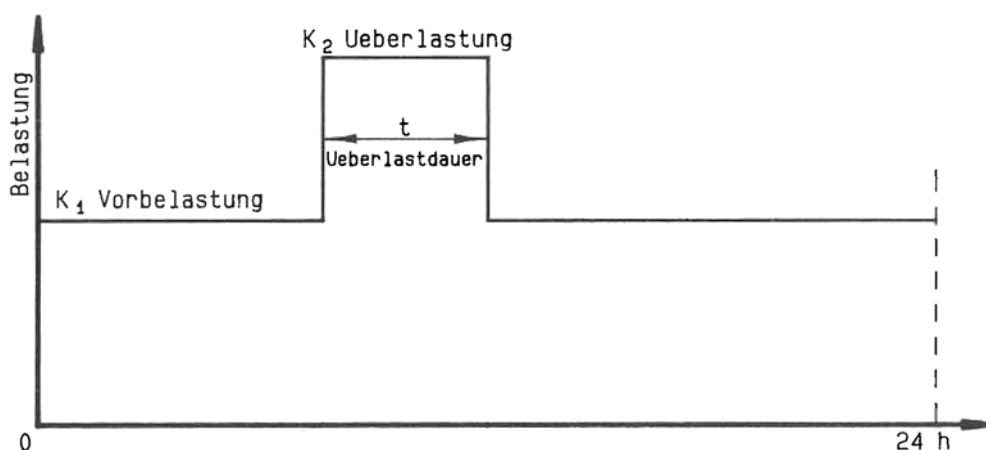 K₂ Ueberlastung
Belastung
t
Ueberlastdauer
K₁ Vorbelastung
0
24 h